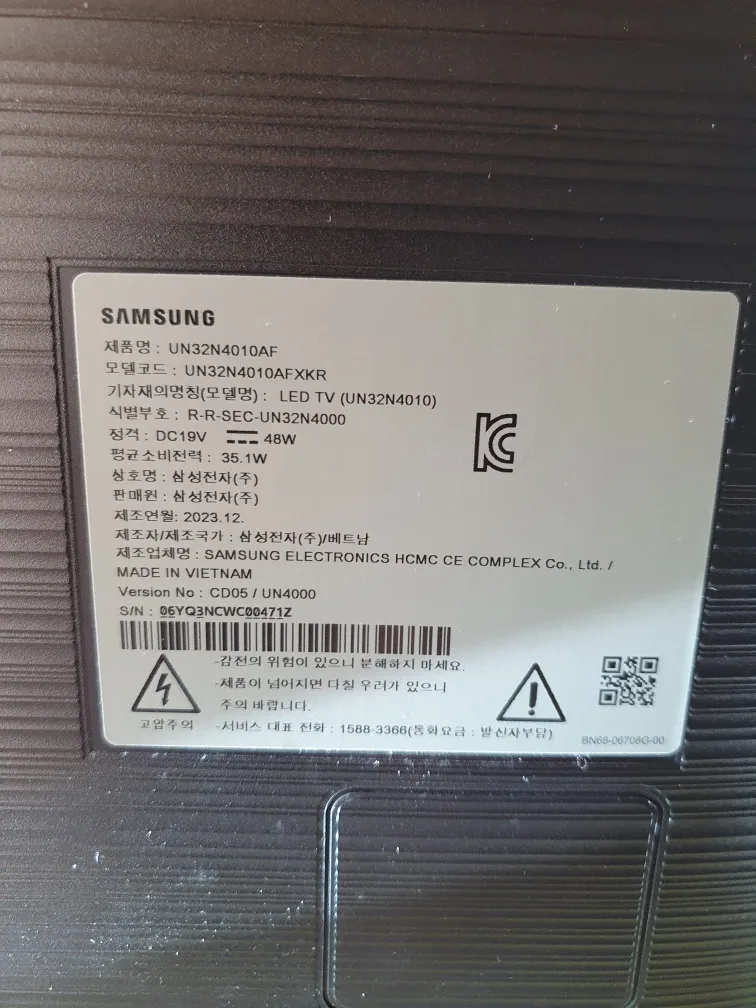 SAMSUNG
제품명 : UN32N4010AF
모델코드 : UN32N4010AFXKR
기자재의명칭(모델명) : LED TV (UN32N4010)
식별부호 : R-R-SEC-UN32N4000
정격 : DC19V ⎓ 48W
평균소비전력 : 35.1W
상호명 : 삼성전자(주)
판매원 : 삼성전자(주)
제조연월: 2023.12.
제조자/제조국가 : 삼성전자(주)/베트남
제조업체명 : SAMSUNG ELECTRONICS HCMC CE COMPLEX Co., Ltd. /
MADE IN VIETNAM
Version No : CD05 / UN4000
S/N : 06YQ3NCWC00471Z
-감전의 위험이 있으니 분해하지 마세요.
-제품이 넘어지면 다칠 우려가 있으니
주의 바랍니다.
고압주의
-서비스 대표 전화 : 1588-3366(통화요금 : 발신자부담)
BN68-06708G-00